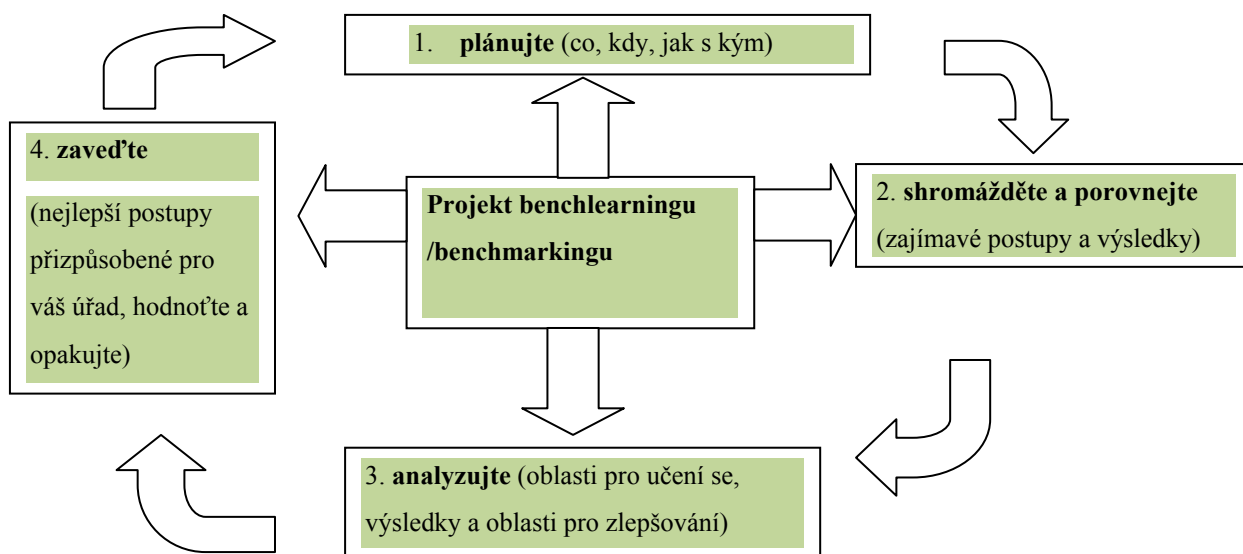 1. plánujte (co, kdy, jak s kým)
4. zaveďte
(nejlepší postupy
přizpůsobené pro
váš úřad, hodnoťte a
opakujte)
Projekt benchlearningu
/benchmarkingu
2. shromážděte a porovnejte
(zajímavé postupy a výsledky)
3. analyzujte (oblasti pro učení se,
výsledky a oblasti pro zlepšování)